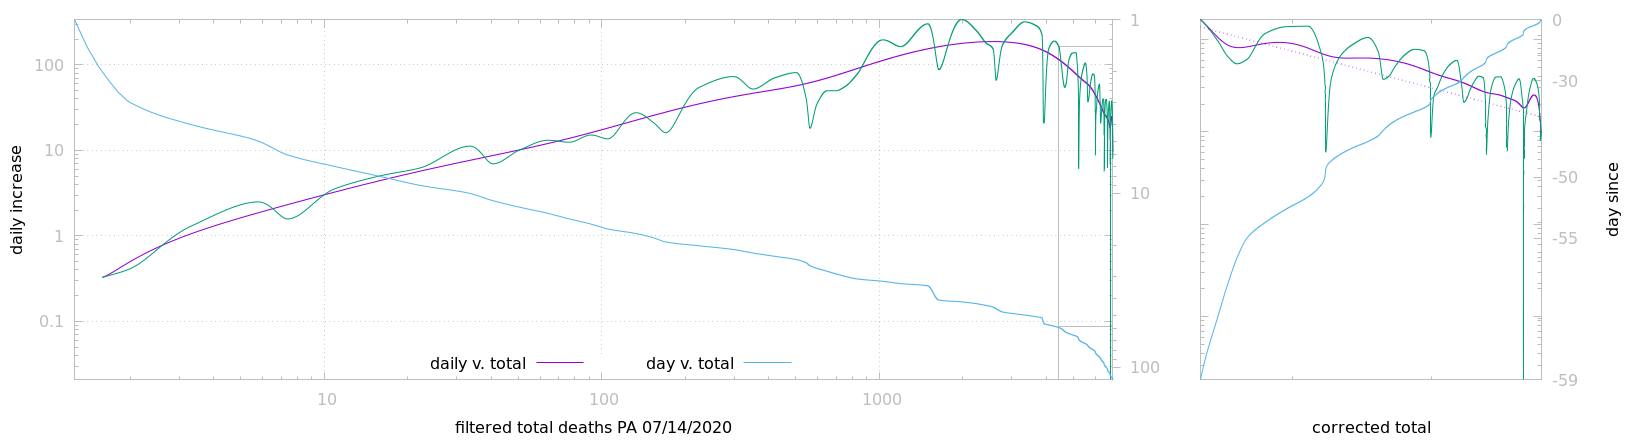 100
10
1
0.1
daily increase
10
100
1000
filtered total deaths PA 07/14/2020
daily v. total
day v. total
1
10
100
0
-30
-50
-55
-59
day since
corrected total